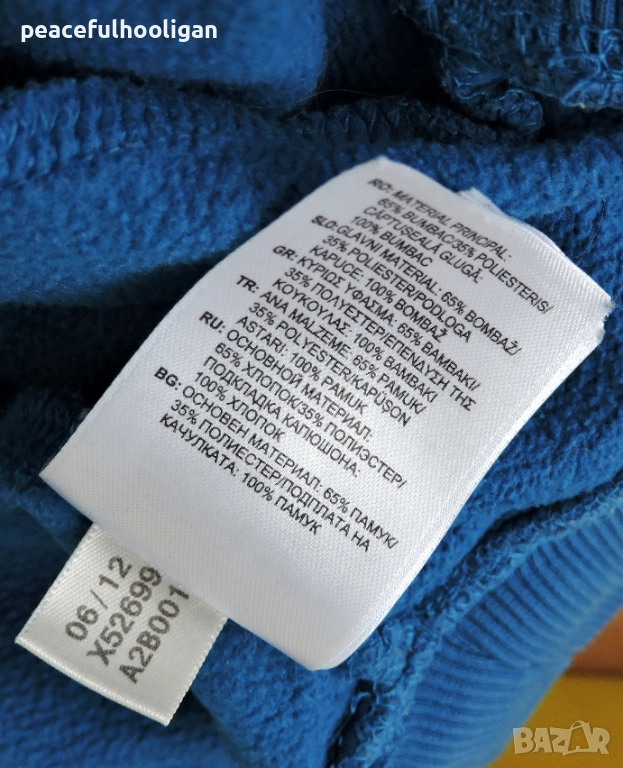 peacefulhooligan
RO: MATERIAL PRINCIPAL:
65% BUMBAC/35% POLIESTERIS/
CĂPTUSEALĂ GLUGĂ:
100% BUMBAC
SLO: GLAVNI MATERIAL: 65% BOMBAŽ/
35% POLIESTER/PODLOGA
KAPUCE: 100% BOMBAŽ
GR: ΚΥΡΙΩΣ ΥΦΑΣΜΑ: 65% ΒΑΜΒΑΚΙ/
35% ΠΟΛΥΕΣΤΕΡ/ΕΠΕΝΔΥΣΗ ΤΗΣ
ΚΟΥΚΟΥΛΑΣ: 100% ΒΑΜΒΑΚΙ
TR: ANA MALZEME: 65% PAMUK/
35% POLYESTER/KAPÜŞON
ASTARI: 100% PAMUK
RU: ОСНОВНОЙ МАТЕРИАЛ:
65% ХЛОПОК/35% ПОЛИЭСТЕР/
ПОДКЛАДКА КАПЮШОНА:
100% ХЛОПОК
BG: ОСНОВЕН МАТЕРИАЛ: 65% ПАМУК/
35% ПОЛИЕСТЕР/ПОДПЛАТА НА
КАЧУЛКАТА: 100% ПАМУК
06/12
X52699
A2B001
BAZAR